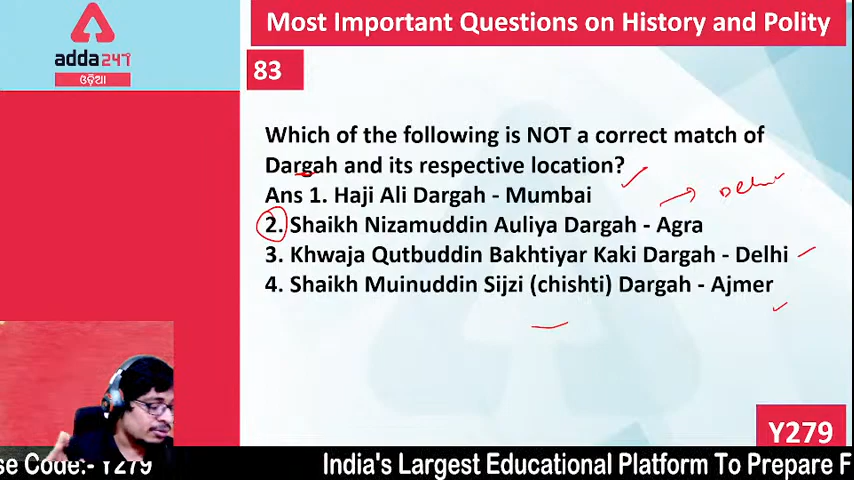 Most Important Questions on History and Polity
adda247
ଓଡ଼ିଆ
83
Which of the following is NOT a correct match of
Dargah and its respective location?
Ans 1. Haji Ali Dargah - Mumbai
Delhi
2. Shaikh Nizamuddin Auliya Dargah - Agra
3. Khwaja Qutbuddin Bakhtiyar Kaki Dargah - Delhi
4. Shaikh Muinuddin Sijzi (chishti) Dargah - Ajmer
Y279
se Code:- Y279 India's Largest Educational Platform To Prepare F